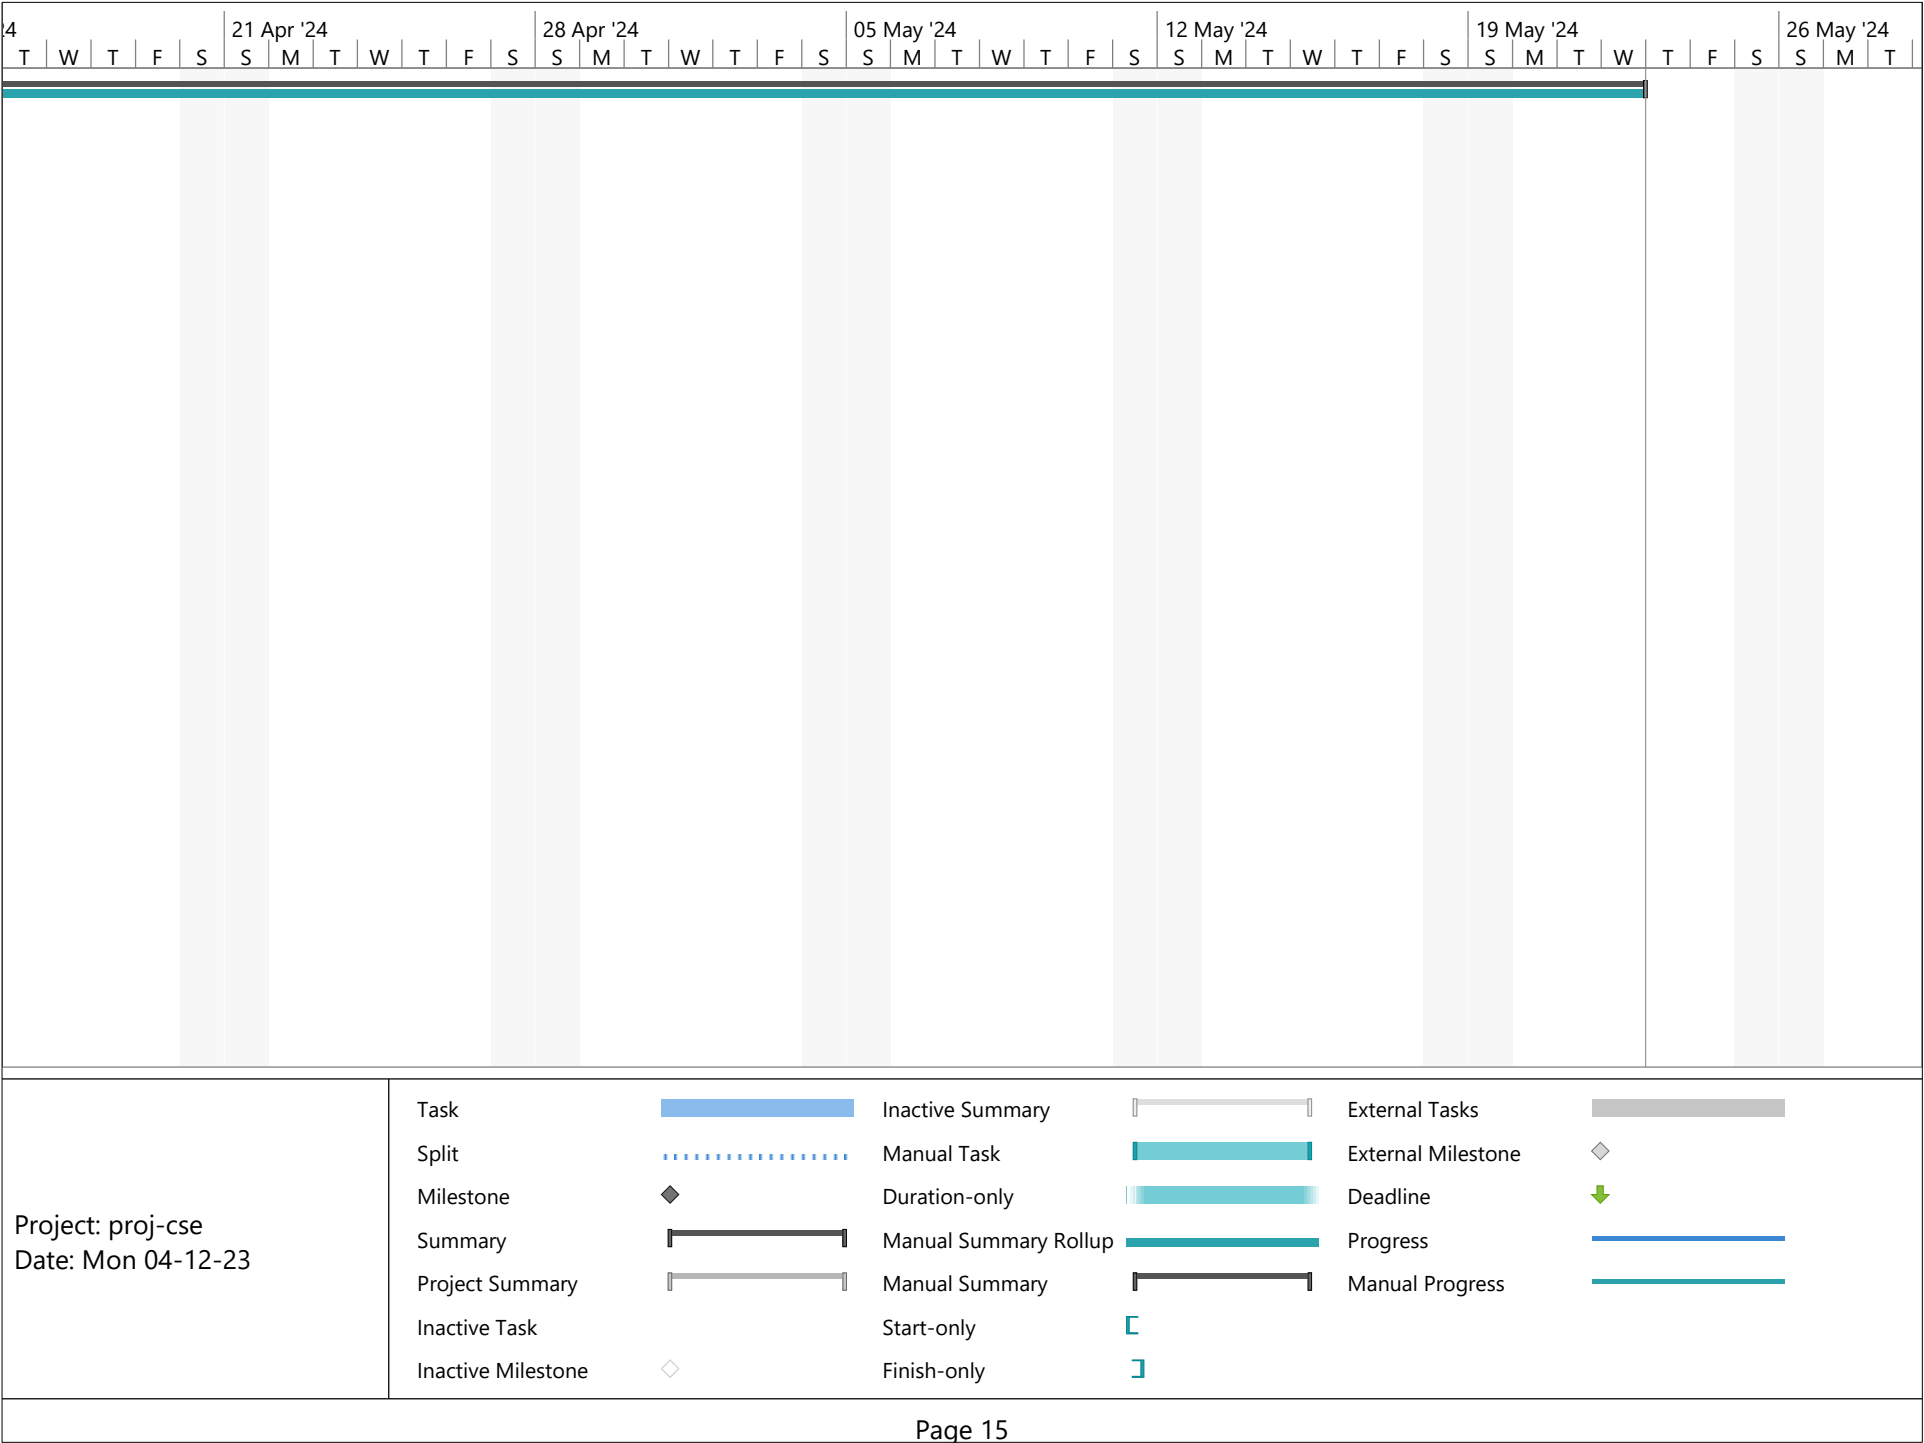 21 Apr '24 28 Apr '24 05 May '24 12 May '24 19 May '24 26 May '24
T W T F S S M T W T F S S M T W T F S S M T W T F S S M T W T F S S M T W T F S S M T
Task Inactive Summary External Tasks
Split Manual Task External Milestone
Milestone Duration-only Deadline
Summary Manual Summary Rollup Progress
Project Summary Manual Summary Manual Progress
Inactive Task Start-only
Inactive Milestone Finish-only
Project: proj-cse
Date: Mon 04-12-23
Page 15